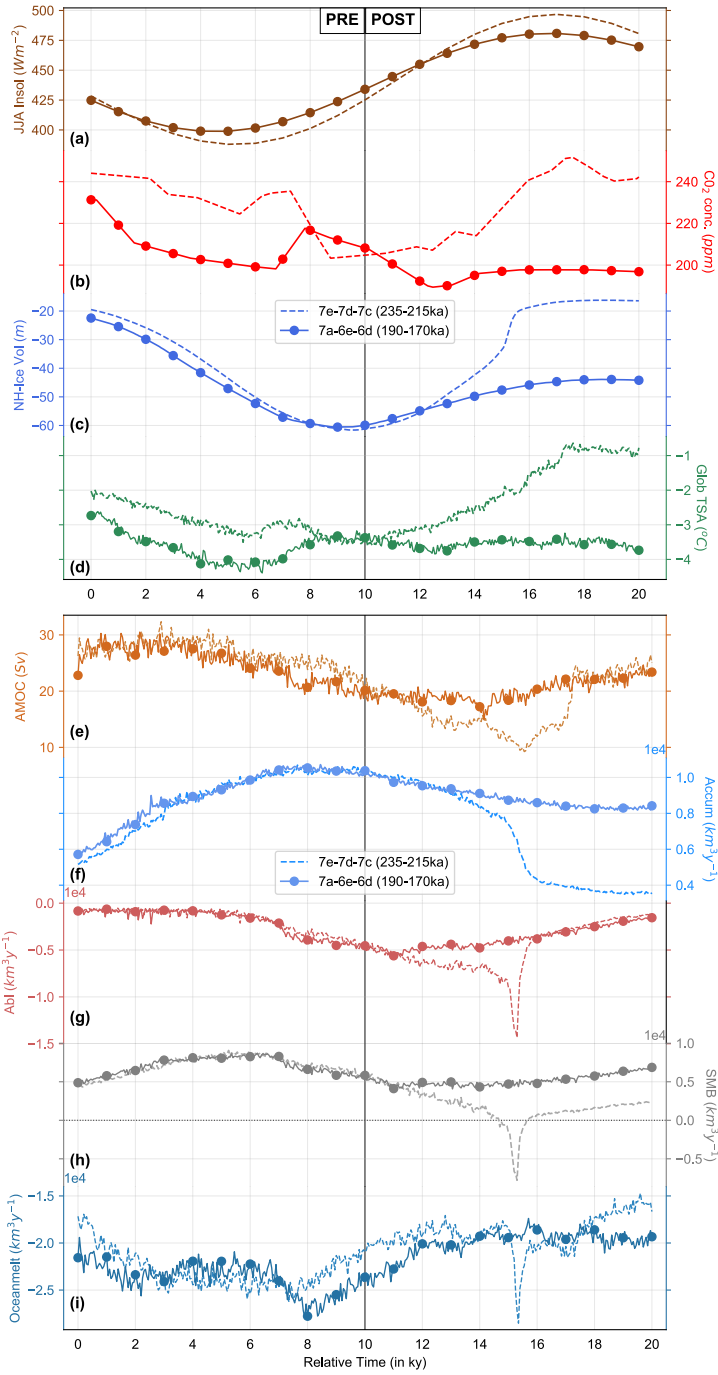 PRE POST
500
475
450
425
400
JJA Insol (Wm−2)
(a)
240
220
200
CO2 conc. (ppm)
(b)
7e-7d-7c (235-215ka)
7a-6e-6d (190-170ka)
−20
−30
−40
−50
−60
NH-Ice Vol (m)
(c)
−1
−2
−3
−4
Glob TSA (°C)
(d)
0 2 4 6 8 10 12 14 16 18 20
30
20
10
AMOC (Sv)
(e)
1e4
1.0
0.8
0.6
0.4
Accum (km3y−1)
(f)
7e-7d-7c (235-215ka)
7a-6e-6d (190-170ka)
1e4
0.0
−0.5
−1.0
−1.5
Abl (km3y−1)
(g)
1e4
1.0
0.5
0.0
−0.5
SMB (km3y−1)
(h)
1e4
−1.5
−2.0
−2.5
Oceanmelt (km3y−1)
(i)
0 2 4 6 8 10 12 14 16 18 20
Relative Time (in ky)